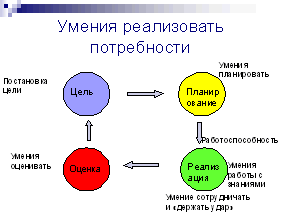 Умения реализовать
потребности
Умения
планировать
Постановка
цели
Цель
Планир
ование
Работоспособность
Умения
оценивать
Оценка
Реализ
ация
Умения
работы с
знаниями
Умение сотрудничать
и «держать удар»